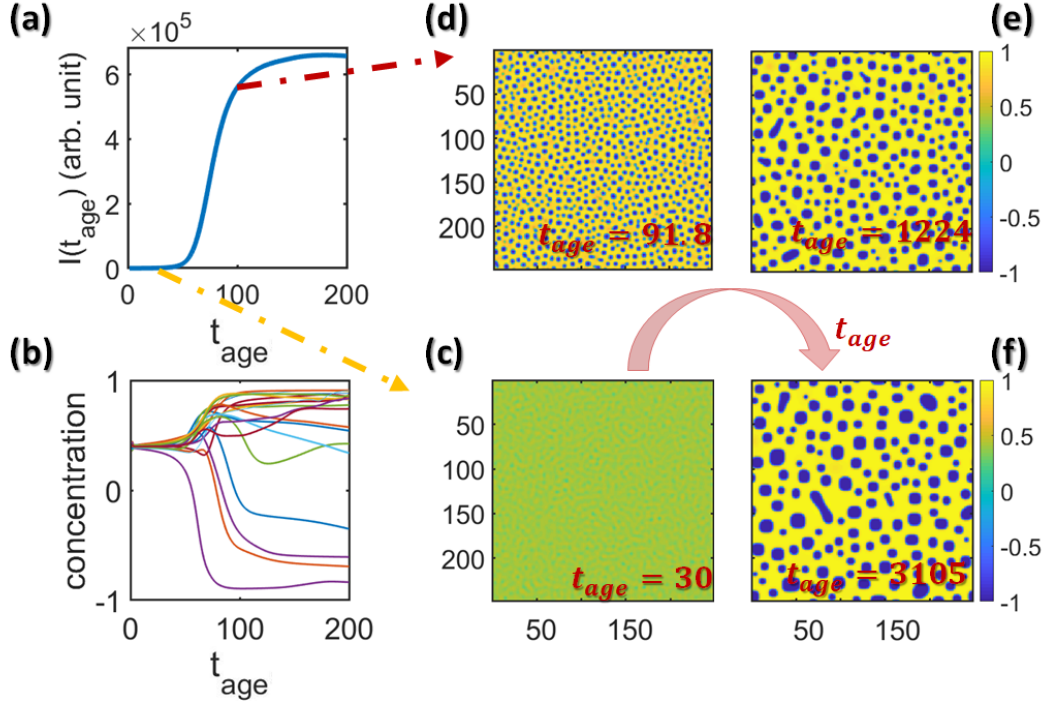 (a)
×10⁵
6
4
2
0
0 100 200
I(t_age) (arb. unit)
t_age
(d)
50
100
150
200
t_age = 91.8
(e)
t_age = 1224
1
0.5
0
-0.5
-1
(b)
1
0
-1
0 100 200
concentration
t_age
(c)
50
100
150
200
50 150
t_age = 30
t_age
(f)
t_age = 3105
50 150
1
0.5
0
-0.5
-1